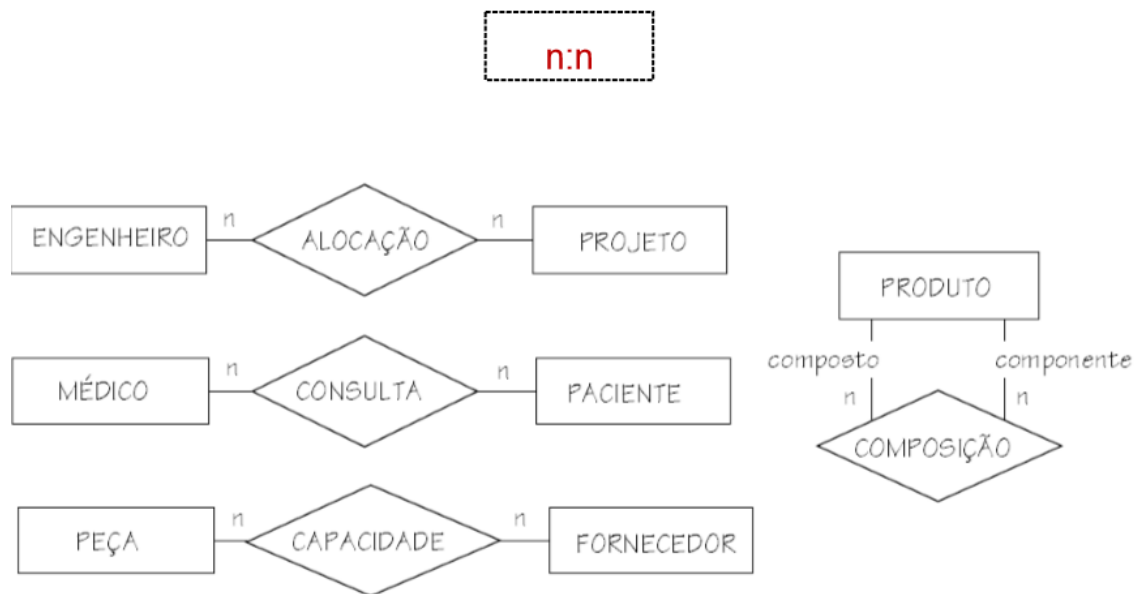 n:n
ENGENHEIRO n ALOCAÇÃO n PROJETO
PRODUTO
composto componente
MÉDICO n CONSULTA n PACIENTE
n n
COMPOSIÇÃO
PEÇA n CAPACIDADE n FORNECEDOR